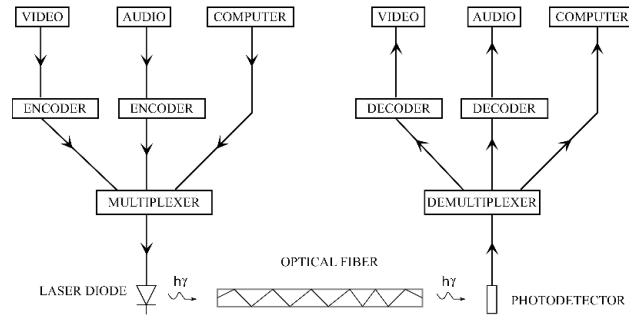 VIDEO AUDIO COMPUTER VIDEO AUDIO COMPUTER
ENCODER ENCODER DECODER DECODER
MULTIPLEXER DEMULTIPLEXER
OPTICAL FIBER
hγ hγ
LASER DIODE PHOTODETECTOR